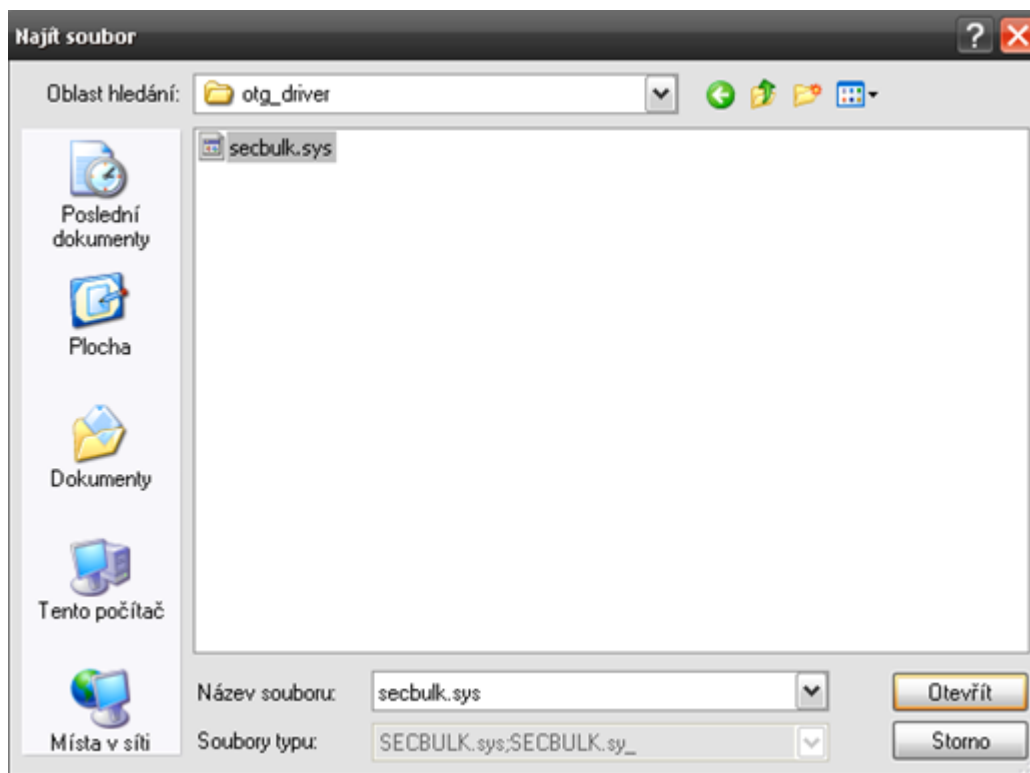 Najít soubor
Oblast hledání:
otg_driver
secbulk.sys
Poslední
dokumenty
Plocha
Dokumenty
Tento počítač
Místa v síti
Název souboru:
secbulk.sys
Otevřít
Soubory typu:
SECBULK.sys;SECBULK.sy_
Storno